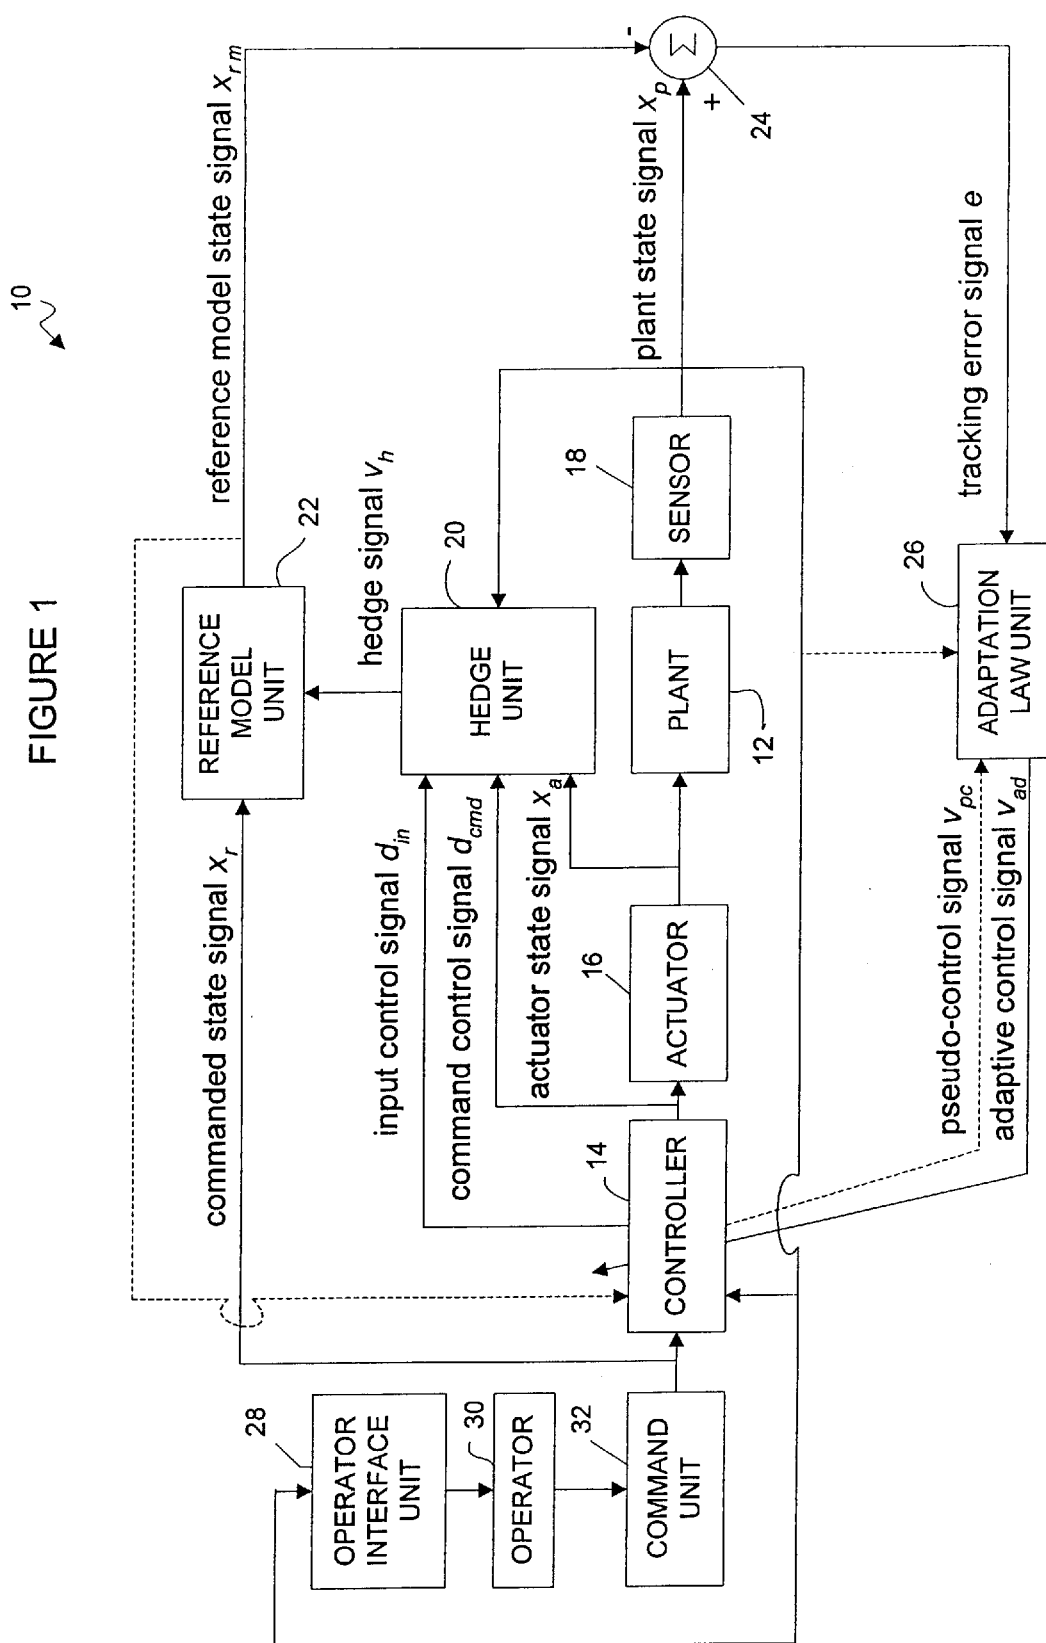 FIGURE 1
10
reference model state signal x_rm
commanded state signal x_r
REFERENCE
MODEL
UNIT
22
hedge signal v_h
HEDGE
UNIT
20
input control signal d_in
command control signal d_cmd
actuator state signal x_a
OPERATOR
INTERFACE
UNIT
28
OPERATOR
30
COMMAND
UNIT
32
CONTROLLER
14
ACTUATOR
16
PLANT
12
SENSOR
18
plant state signal x_p
Σ
-
+
24
tracking error signal e
ADAPTATION
LAW UNIT
26
pseudo-control signal v_pc
adaptive control signal v_ad